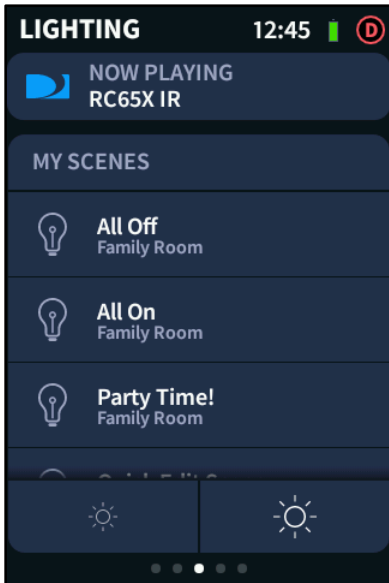 LIGHTING 12:45 D
NOW PLAYING
RC65X IR
MY SCENES
All Off
Family Room
All On
Family Room
Party Time!
Family Room